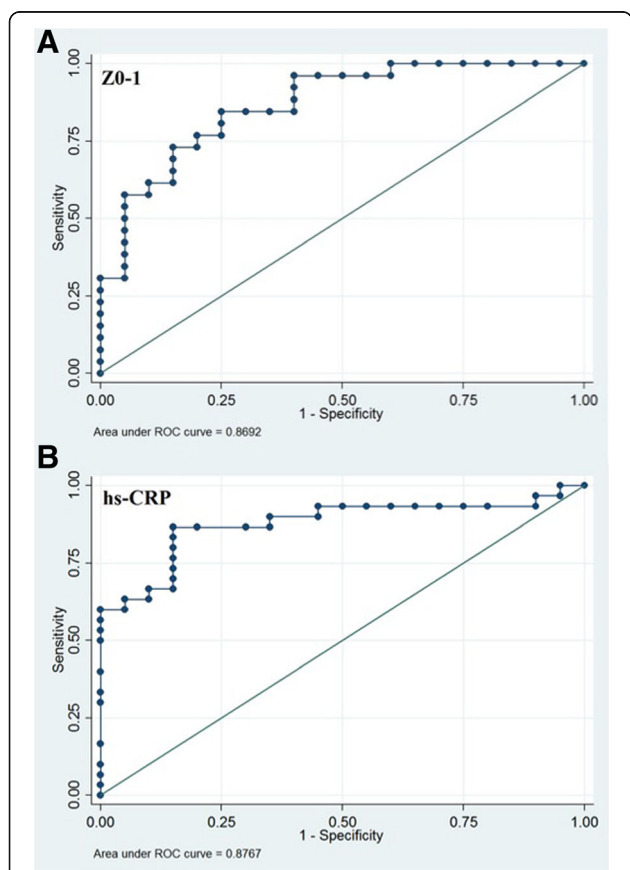 A
Z0-1
1.00
0.75
0.50
0.25
0.00
Sensitivity
0.00 0.25 0.50 0.75 1.00
1 - Specificity
Area under ROC curve = 0.8692
B
hs-CRP
1.00
0.75
0.50
0.25
0.00
Sensitivity
0.00 0.25 0.50 0.75 1.00
1 - Specificity
Area under ROC curve = 0.8767